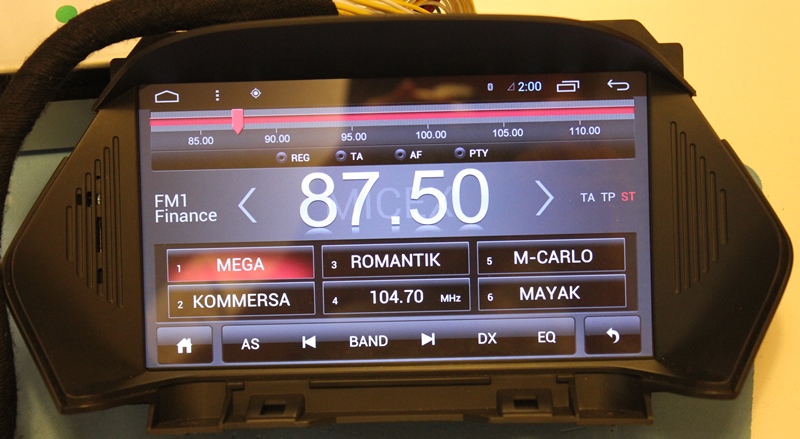 2:00
85.00 90.00 95.00 100.00 105.00 110.00
REG TA AF PTY
FM1
Finance
87.50
TA TP ST
1 MEGA
3 ROMANTIK
5 M-CARLO
2 KOMMERSA
4 104.70 MHz
6 MAYAK
AS BAND DX EQ